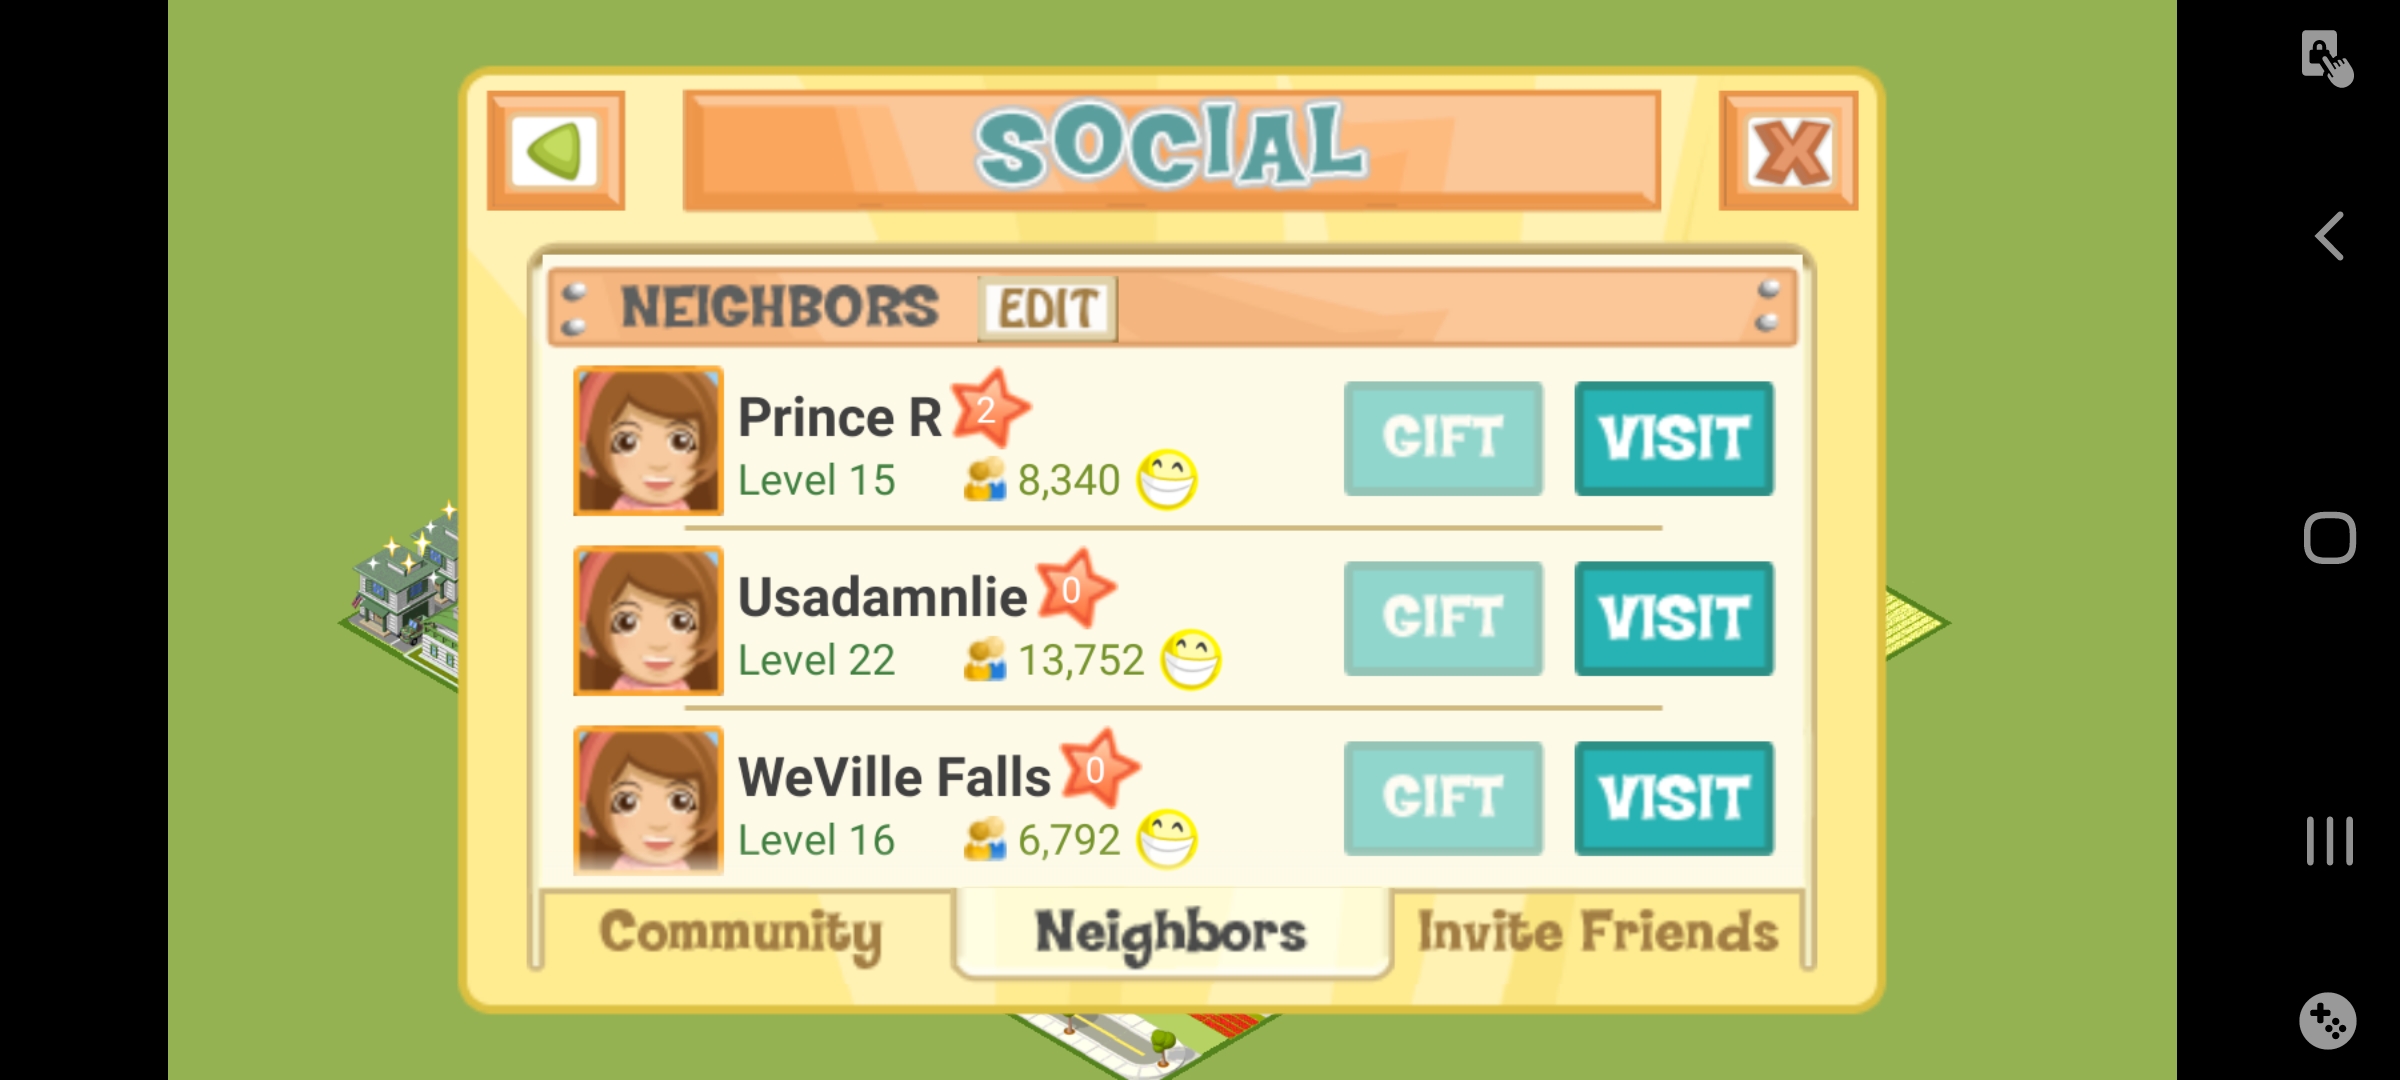 SOCIAL
NEIGHBORS EDIT
Prince R 2
Level 15 8,340
GIFT VISIT
Usadamnlie 0
Level 22 13,752
GIFT VISIT
WeVille Falls 0
Level 16 6,792
GIFT VISIT
Community Neighbors Invite Friends